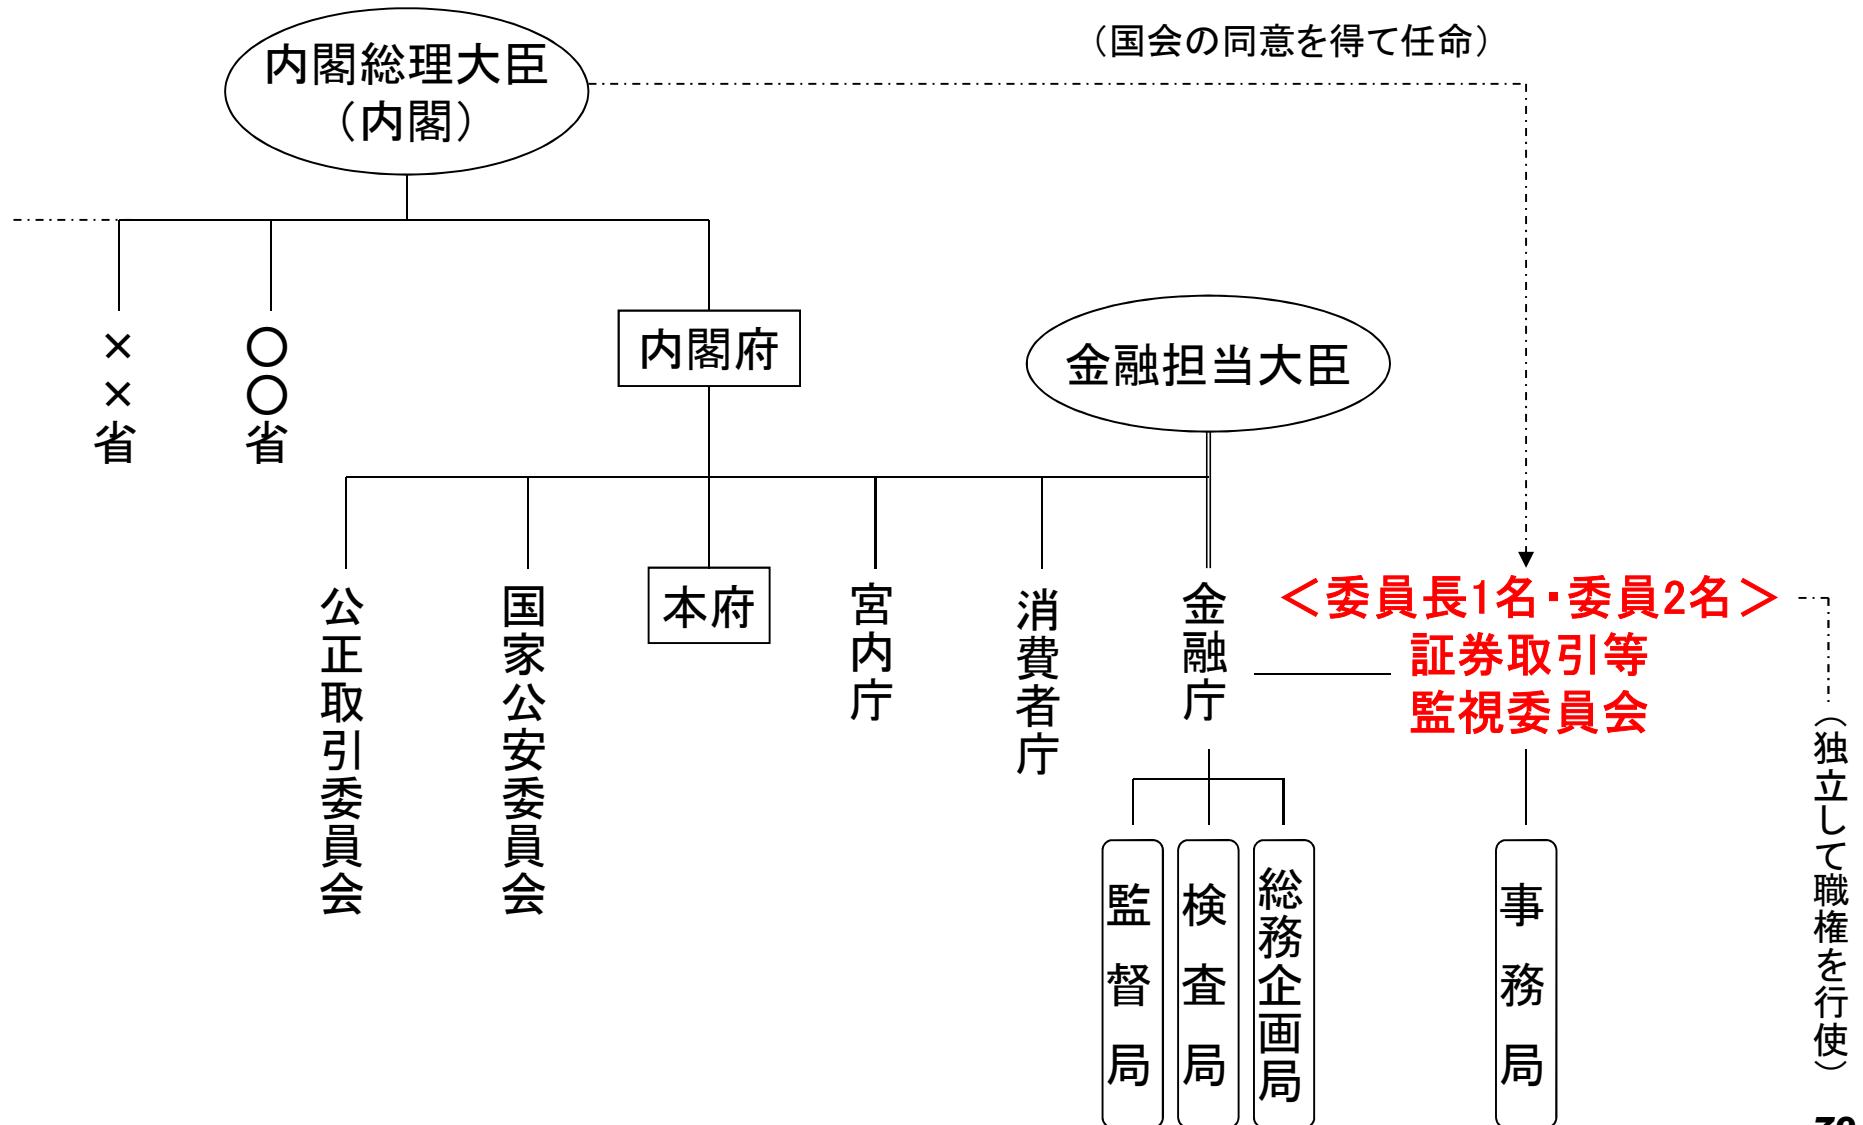 内閣総理大臣
（内閣）
（国会の同意を得て任命）
××省
〇〇省
内閣府
金融担当大臣
公正取引委員会
国家公安委員会
本府
宮内庁
消費者庁
金融庁
＜委員長1名・委員2名＞
証券取引等
監視委員会
（独立して職権を行使）
監督局
検査局
総務企画局
事務局